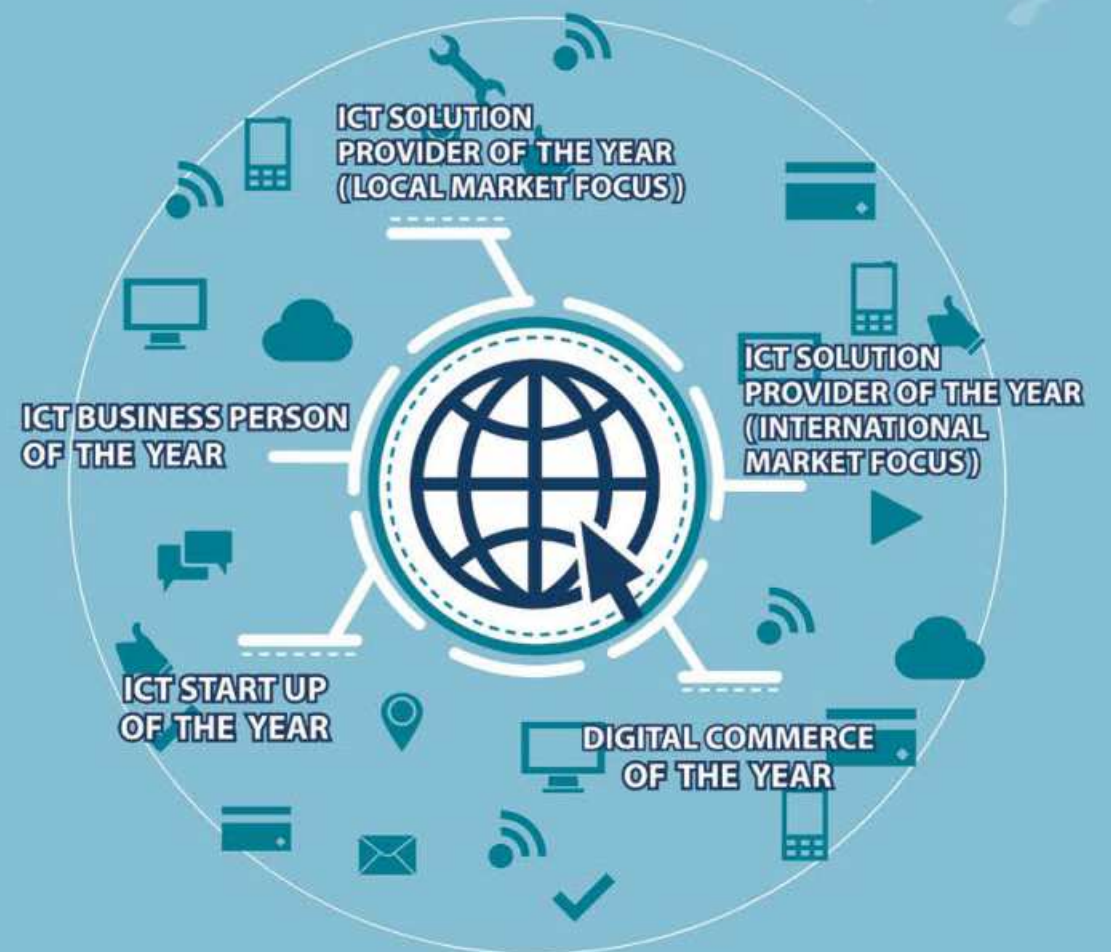 ICT SOLUTION
PROVIDER OF THE YEAR
(LOCAL MARKET FOCUS)
ICT SOLUTION
PROVIDER OF THE YEAR
(INTERNATIONAL
MARKET FOCUS)
ICT BUSINESS PERSON
OF THE YEAR
ICT START UP
OF THE YEAR
DIGITAL COMMERCE
OF THE YEAR